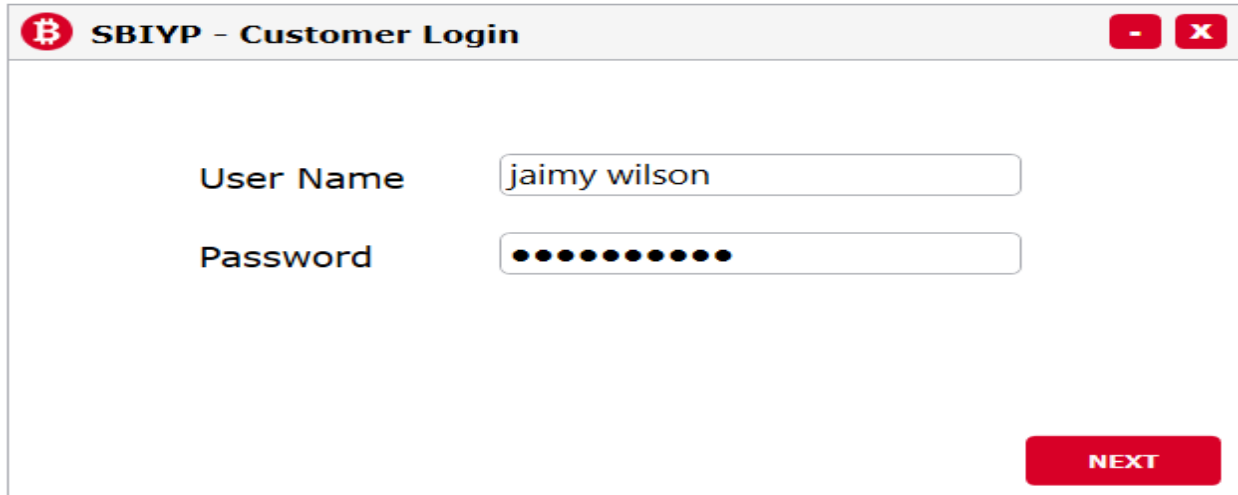 SBIYP - Customer Login - X
User Name jaimy wilson
Password ••••••••••
NEXT